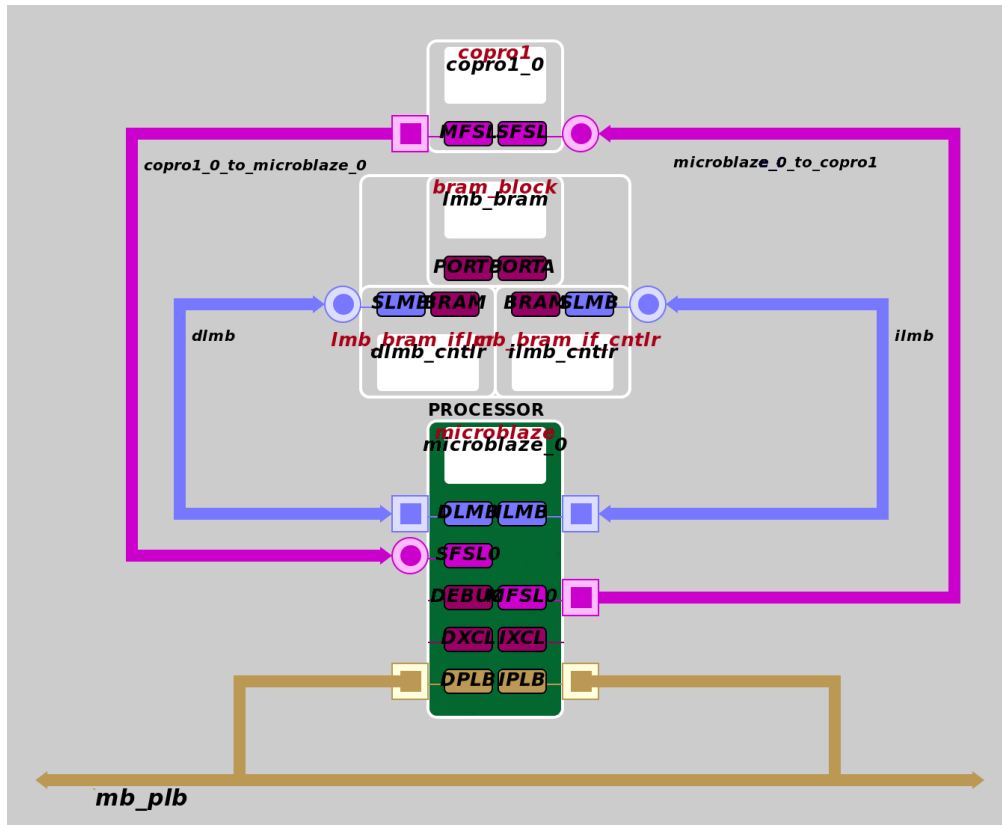 copro1
copro1_0
MFSL SFSL
copro1_0_to_microblaze_0
microblaze_0_to_copro1
bram_block
lmb_bram
PORTB PORTA
SLMB BRAM BRAM SLMB
dlmb
ilmb
lmb_bram_if_cntlr lmb_bram_if_cntlr
dlmb_cntlr ilmb_cntlr
PROCESSOR
microblaze
microblaze_0
DLMB ILMB
SFSL0
DEBUG MFSL0
DXCL IXCL
DPLB IPLB
mb_plb